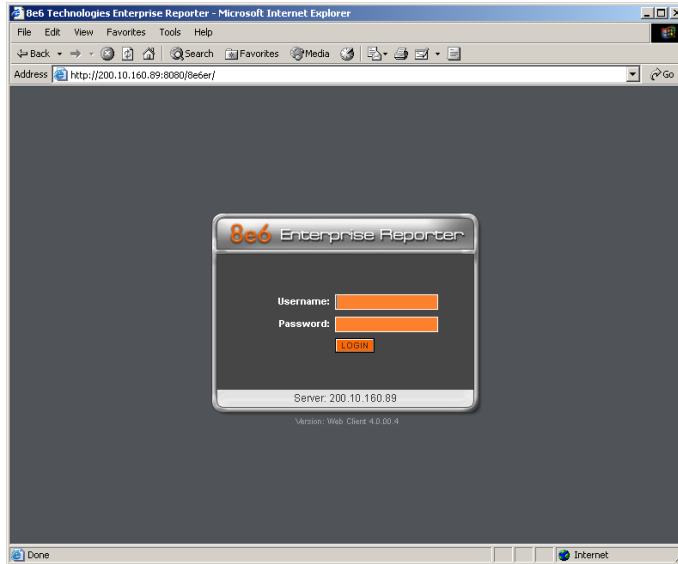 8e6 Technologies Enterprise Reporter - Microsoft Internet Explorer
File Edit View Favorites Tools Help
Back Search Favorites Media
Address http://200.10.160.89:8080/8e6er/ Go
8e6 Enterprise Reporter
Username:
Password:
LOGIN
Server: 200.10.160.89
Version: Web Client 4.0.00.4
Done Internet